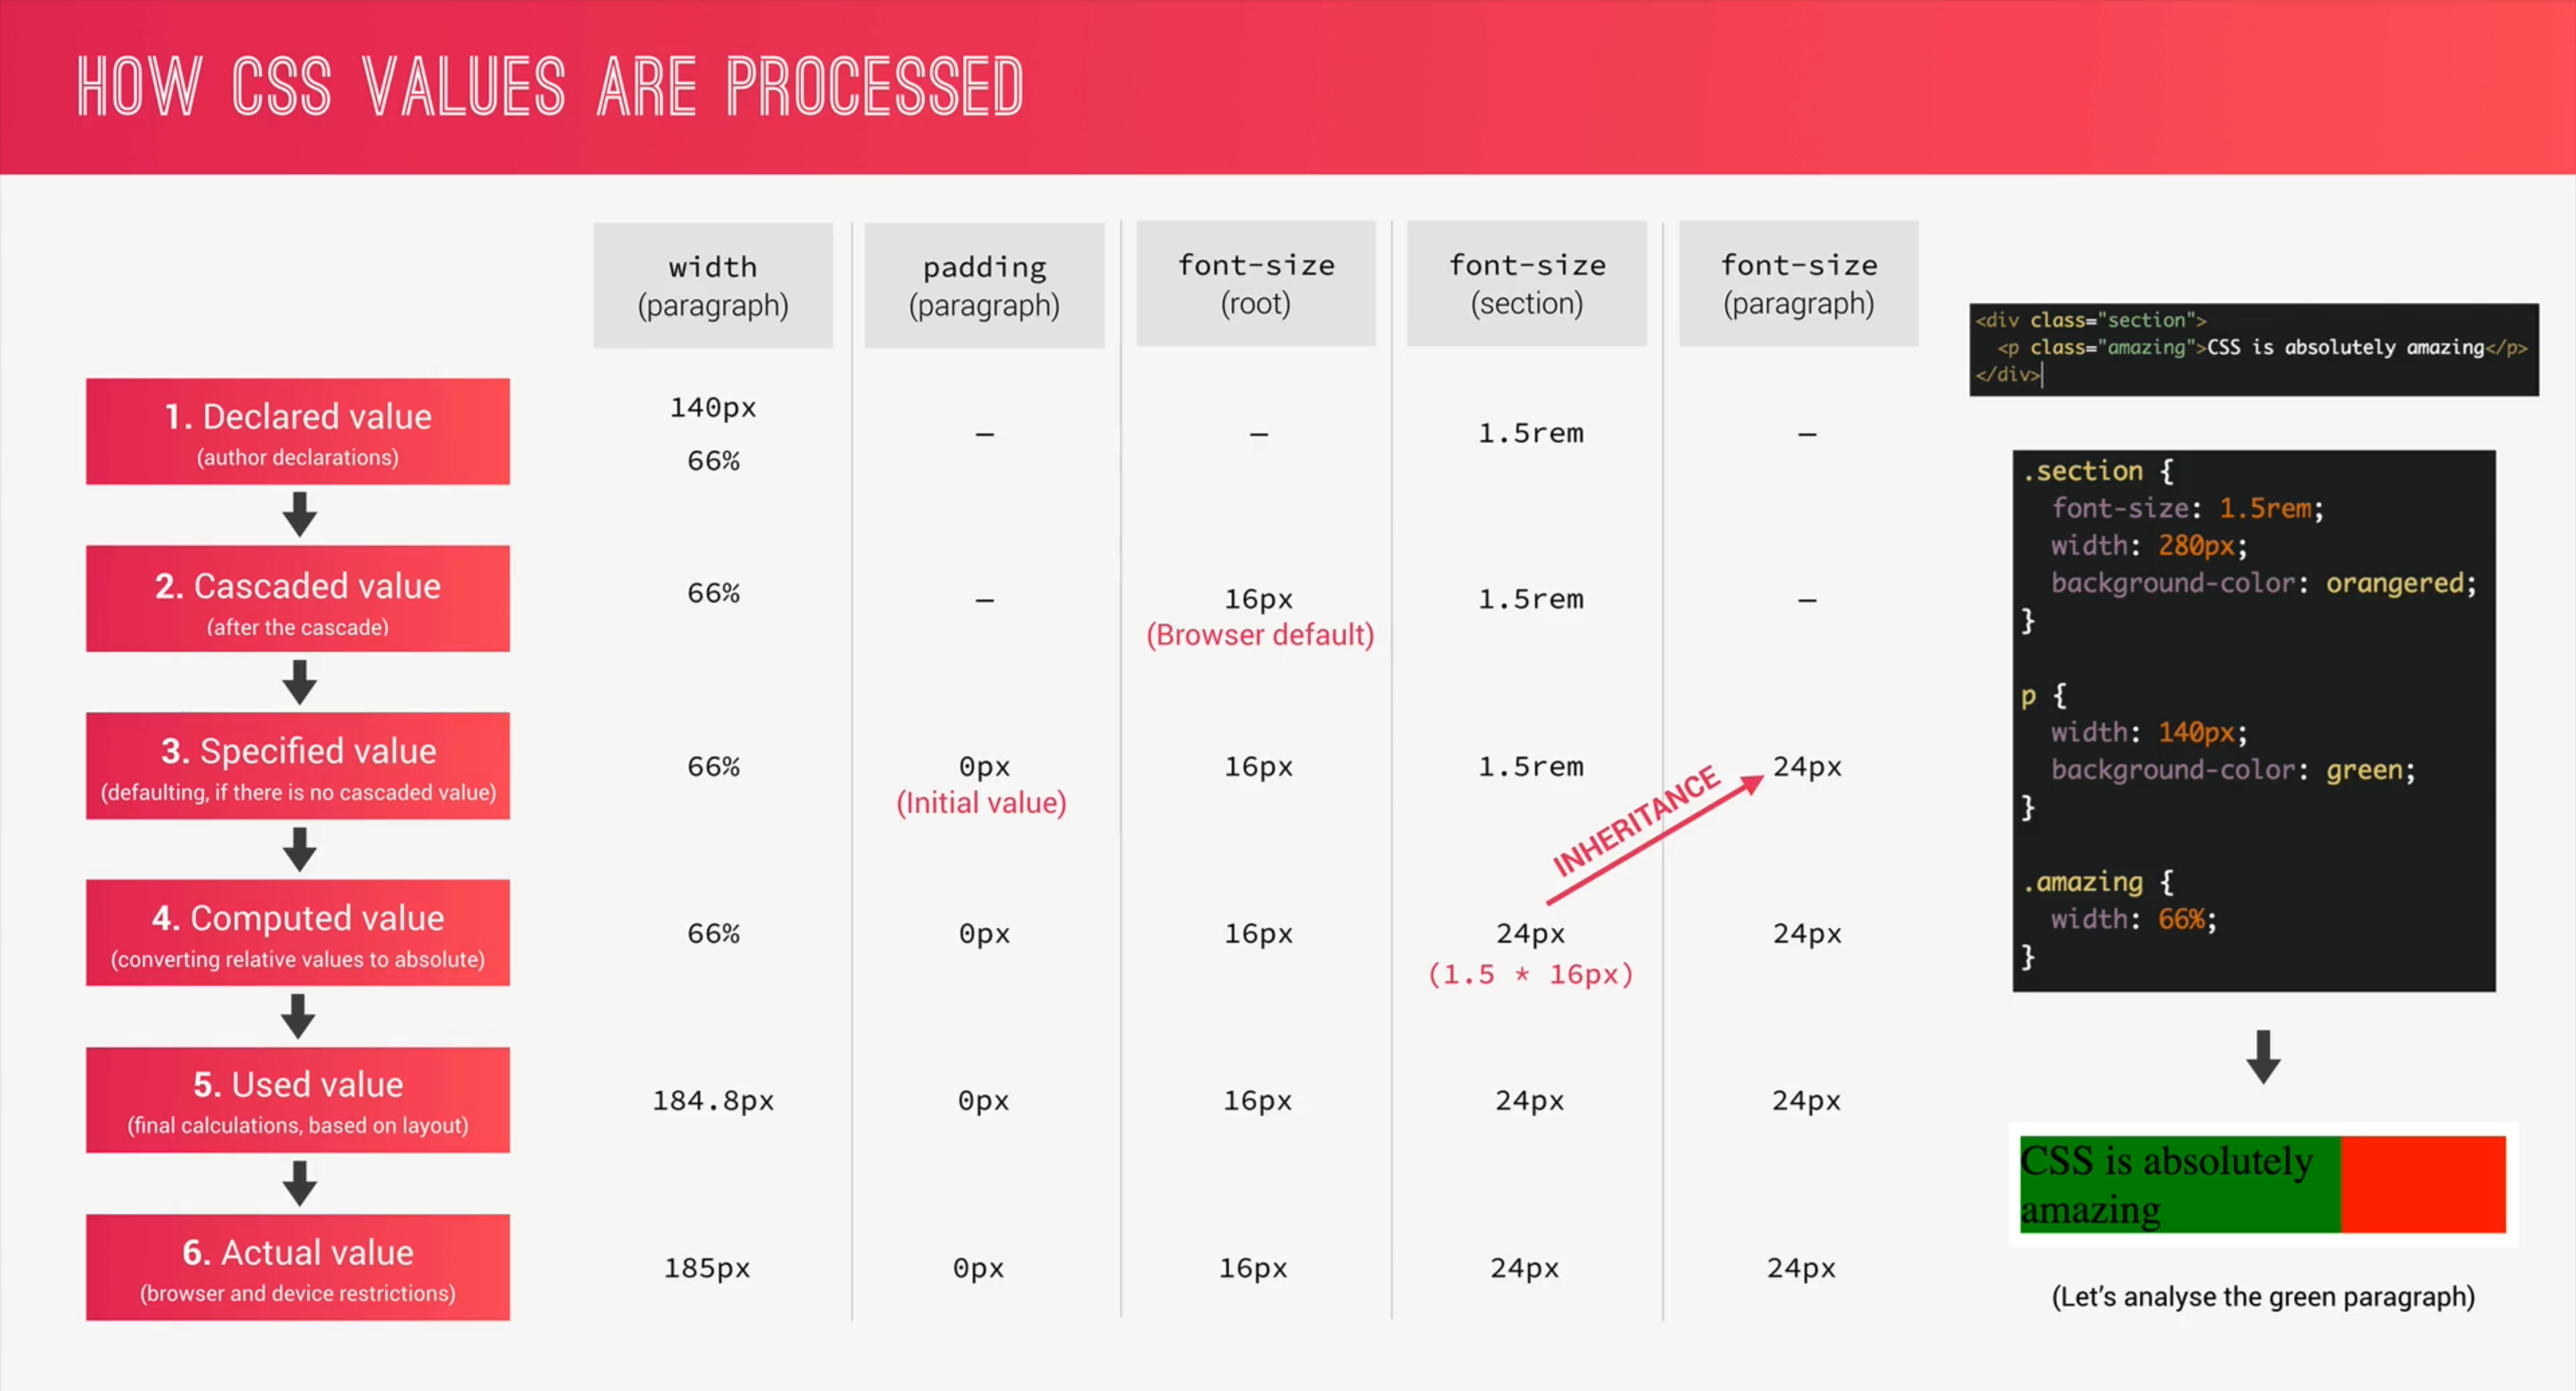 HOW CSS VALUES ARE PROCESSED
width
(paragraph)
padding
(paragraph)
font-size
(root)
font-size
(section)
font-size
(paragraph)
1. Declared value
(author declarations)
140px
66%
–
–
1.5rem
–
2. Cascaded value
(after the cascade)
66%
–
16px
(Browser default)
1.5rem
–
3. Specified value
(defaulting, if there is no cascaded value)
66%
0px
(Initial value)
16px
1.5rem
INHERITANCE
24px
4. Computed value
(converting relative values to absolute)
66%
0px
16px
24px
(1.5 * 16px)
24px
5. Used value
(final calculations, based on layout)
184.8px
0px
16px
24px
24px
6. Actual value
(browser and device restrictions)
185px
0px
16px
24px
24px
<div class="section">
<p class="amazing">CSS is absolutely amazing</p>
</div>
.section {
font-size: 1.5rem;
width: 280px;
background-color: orangered;
}
p {
width: 140px;
background-color: green;
}
.amazing {
width: 66%;
}
CSS is absolutely
amazing
(Let's analyse the green paragraph)